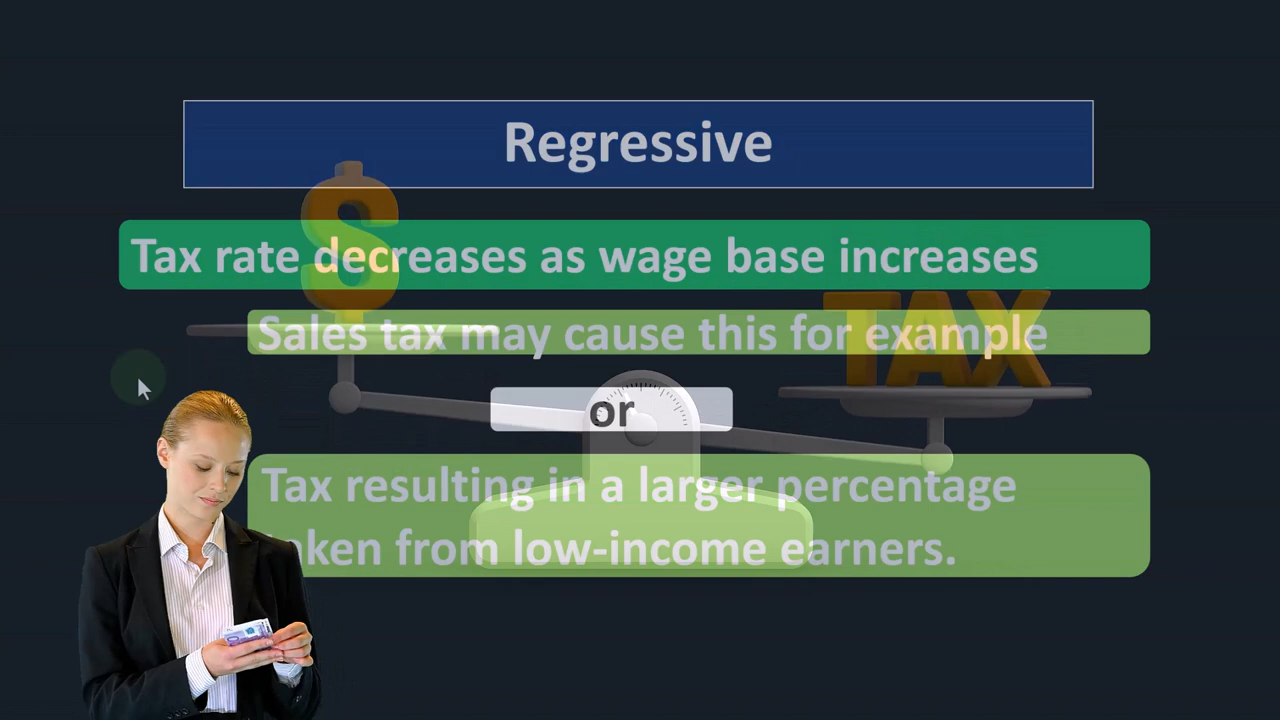 Regressive
$
Tax rate decreases as wage base increases
TAX
Sales tax may cause this for example
or
Tax resulting in a larger percentage
aken from low-income earners.